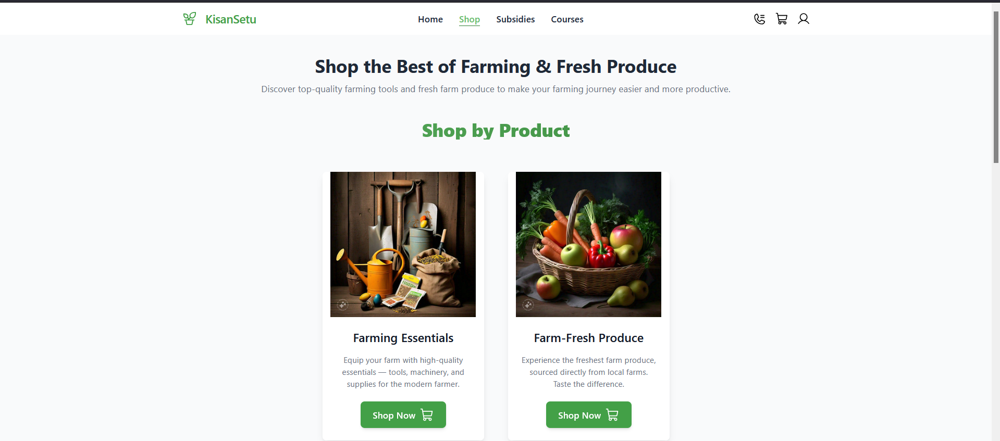 KisanSetu
Home
Shop
Subsidies
Courses
Shop the Best of Farming & Fresh Produce
Discover top-quality farming tools and fresh farm produce to make your farming journey easier and more productive.
Shop by Product
Farming Essentials
Equip your farm with high-quality
essentials — tools, machinery, and
supplies for the modern farmer.
Shop Now
Farm-Fresh Produce
Experience the freshest farm produce,
sourced directly from local farms.
Taste the difference.
Shop Now